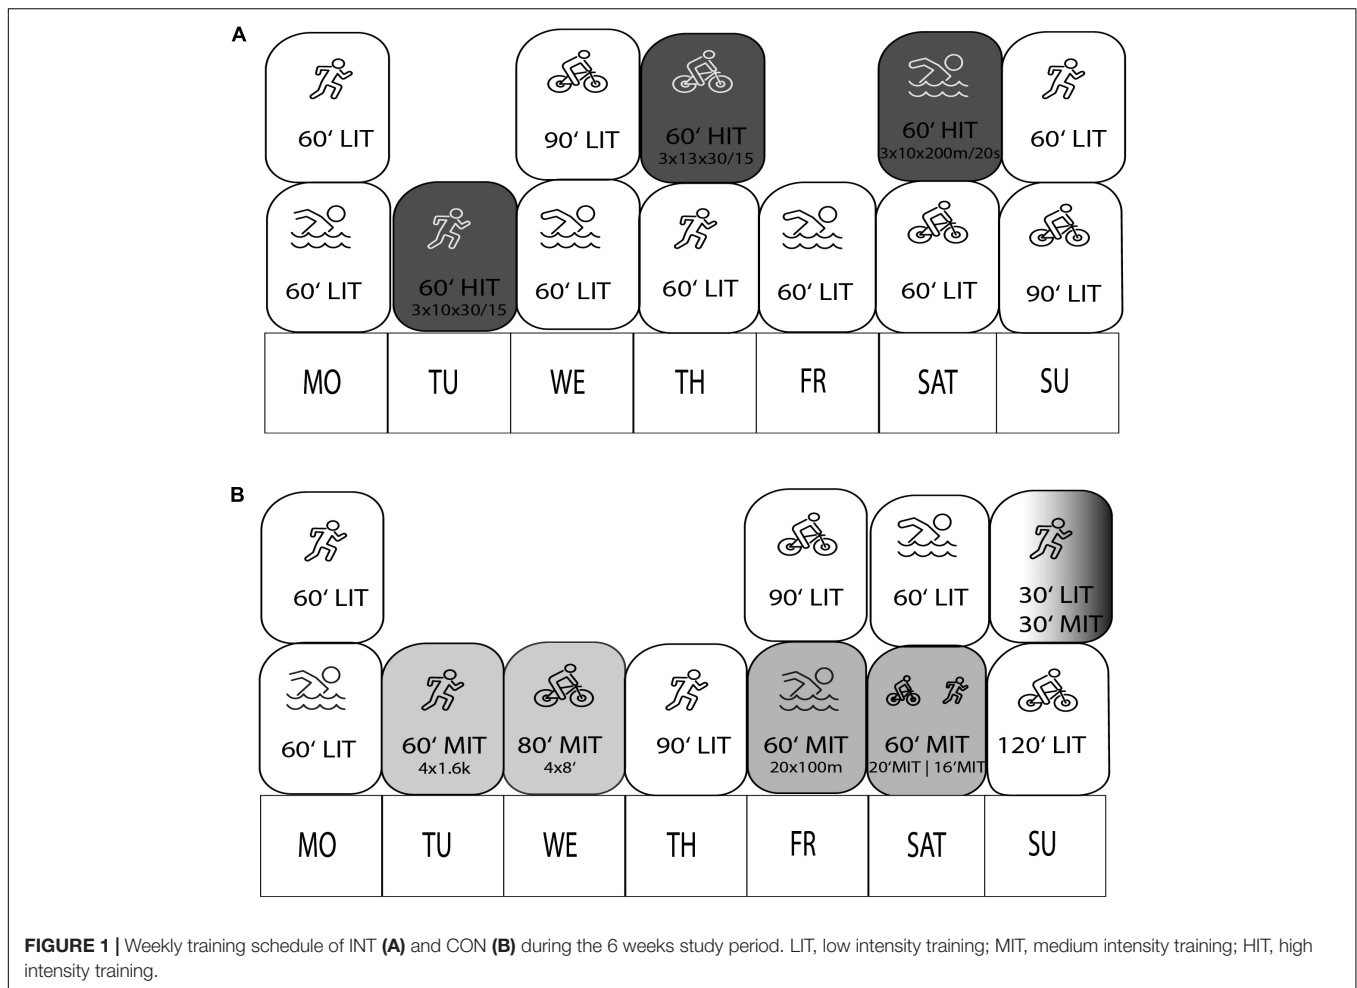 A
60‘ LIT
90‘ LIT
60‘ HIT
3x13x30/15
60‘ HIT
3x10x200m/20s
60‘ LIT
60‘ LIT
60‘ HIT
3x10x30/15
60‘ LIT
60‘ LIT
60‘ LIT
60‘ LIT
90‘ LIT
MO TU WE TH FR SAT SU
B
60‘ LIT
90‘ LIT
60‘ LIT
30‘ LIT
30‘ MIT
60‘ LIT
60‘ MIT
4x1.6k
80‘ MIT
4x8‘
90‘ LIT
60‘ MIT
20x100m
60‘ MIT
20‘MIT | 16‘MIT
120‘ LIT
MO TU WE TH FR SAT SU
FIGURE 1 | Weekly training schedule of INT (A) and CON (B) during the 6 weeks study period. LIT, low intensity training; MIT, medium intensity training; HIT, high
intensity training.